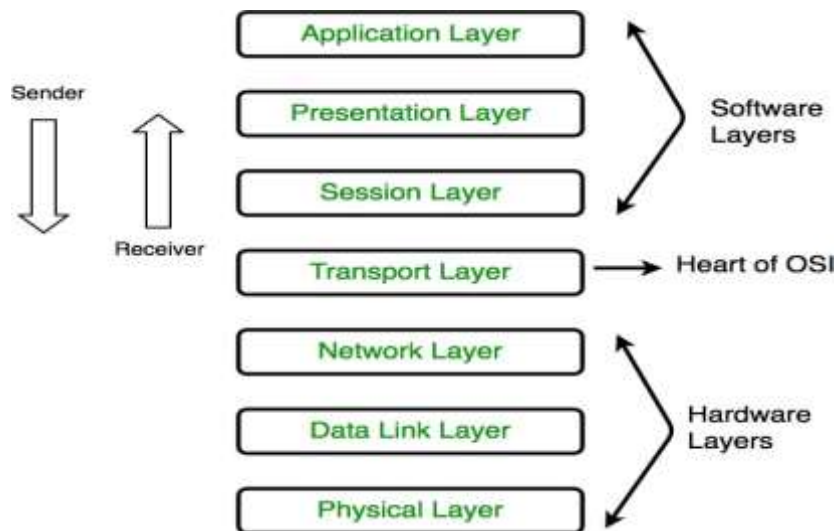 Application Layer
Sender
Presentation Layer
Software
Layers
Session Layer
Receiver
Transport Layer
Heart of OSI
Network Layer
Hardware
Layers
Data Link Layer
Physical Layer